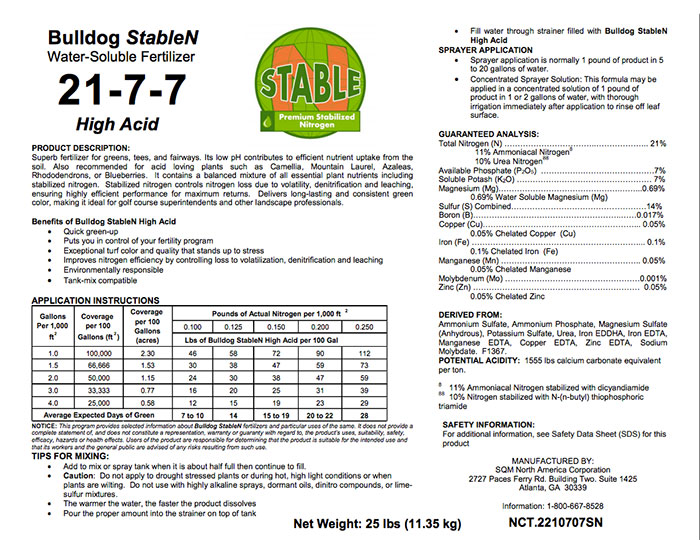 Bulldog StableN
Water-Soluble Fertilizer
21-7-7
High Acid
STABLE
Premium Stabilized
Nitrogen
PRODUCT DESCRIPTION:
Superb fertilizer for greens, tees, and fairways. Its low pH contributes to efficient nutrient uptake from the
soil. Also recommended for acid loving plants such as Camellia, Mountain Laurel, Azaleas,
Rhododendrons, or Blueberries. It contains a balanced mixture of all essential plant nutrients including
stabilized nitrogen. Stabilized nitrogen controls nitrogen loss due to volatility, denitrification and leaching,
ensuring highly efficient performance for maximum returns. Delivers long-lasting and consistent green
color, making it ideal for golf course superintendents and other landscape professionals.
Benefits of Bulldog StableN High Acid
• Quick green-up
• Puts you in control of your fertility program
• Exceptional turf color and quality that stands up to stress
• Improves nitrogen efficiency by controlling loss to volatilization, denitrification and leaching
• Environmentally responsible
• Tank-mix compatible
APPLICATION INSTRUCTIONS
Gallons Per 1,000 ft² Coverage per 100 Gallons (ft²) Coverage per 100 Gallons (acres) Pounds of Actual Nitrogen per 1,000 ft ²
0.100 0.125 0.150 0.200 0.250
Lbs of Bulldog StableN High Acid per 100 Gal
1.0 100,000 2.30 46 58 72 90 112
1.5 66,666 1.53 30 38 47 59 73
2.0 50,000 1.15 24 30 38 47 59
3.0 33,333 0.77 16 20 25 31 39
4.0 25,000 0.58 12 15 19 23 29
Average Expected Days of Green 7 to 10 14 15 to 19 20 to 22 28
NOTICE: This program provides selected information about Bulldog StableN fertilizers and particular uses of the same. It does not provide a
complete statement of, and does not constitute a representation, warranty or guaranty with regard to, the product's uses, suitability, safety,
efficacy, hazards or health effects. Users of the product are responsible for determining that the product is suitable for the intended use and
that its workers and the general public are advised of any risks resulting from such use.
TIPS FOR MIXING:
• Add to mix or spray tank when it is about half full then continue to fill.
• Caution: Do not apply to drought stressed plants or during hot, high light conditions or when
plants are wilting. Do not use with highly alkaline sprays, dormant oils, dinitro compounds, or lime-
sulfur mixtures.
• The warmer the water, the faster the product dissolves
• Pour the proper amount into the strainer on top of tank
• Fill water through strainer filled with Bulldog StableN
High Acid
SPRAYER APPLICATION
• Sprayer application is normally 1 pound of product in 5
to 20 gallons of water.
• Concentrated Sprayer Solution: This formula may be
applied in a concentrated solution of 1 pound of
product in 1 or 2 gallons of water, with thorough
irrigation immediately after application to rinse off leaf
surface.
GUARANTEED ANALYSIS:
Total Nitrogen (N) ... 21%
11% Ammoniacal Nitrogen⁸
10% Urea Nitrogen⁸⁸
Available Phosphate (P₂O₅) ...7%
Soluble Potash (K₂O) ... 7%
Magnesium (Mg)...0.69%
0.69% Water Soluble Magnesium (Mg)
Sulfur (S) Combined...14%
Boron (B)...0.017%
Copper (Cu)... 0.05%
0.05% Chelated Copper (Cu)
Iron (Fe) ... 0.1%
0.1% Chelated Iron (Fe)
Manganese (Mn) ... 0.05%
0.05% Chelated Manganese
Molybdenum (Mo) ...0.001%
Zinc (Zn) ... 0.05%
0.05% Chelated Zinc
DERIVED FROM:
Ammonium Sulfate, Ammonium Phosphate, Magnesium Sulfate
(Anhydrous), Potassium Sulfate, Urea, Iron EDDHA, Iron EDTA,
Manganese EDTA, Copper EDTA, Zinc EDTA, Sodium
Molybdate. F1367.
POTENTIAL ACIDITY: 1555 lbs calcium carbonate equivalent
per ton.
⁸ 11% Ammoniacal Nitrogen stabilized with dicyandiamide
⁸⁸ 10% Nitrogen stabilized with N-(n-butyl) thiophosphoric
triamide
SAFETY INFORMATION:
For additional information, see Safety Data Sheet (SDS) for this
product
MANUFACTURED BY:
SQM North America Corporation
2727 Paces Ferry Rd. Building Two. Suite 1425
Atlanta, GA 30339
Information: 1-800-667-8528
Net Weight: 25 lbs (11.35 kg)
NCT.2210707SN